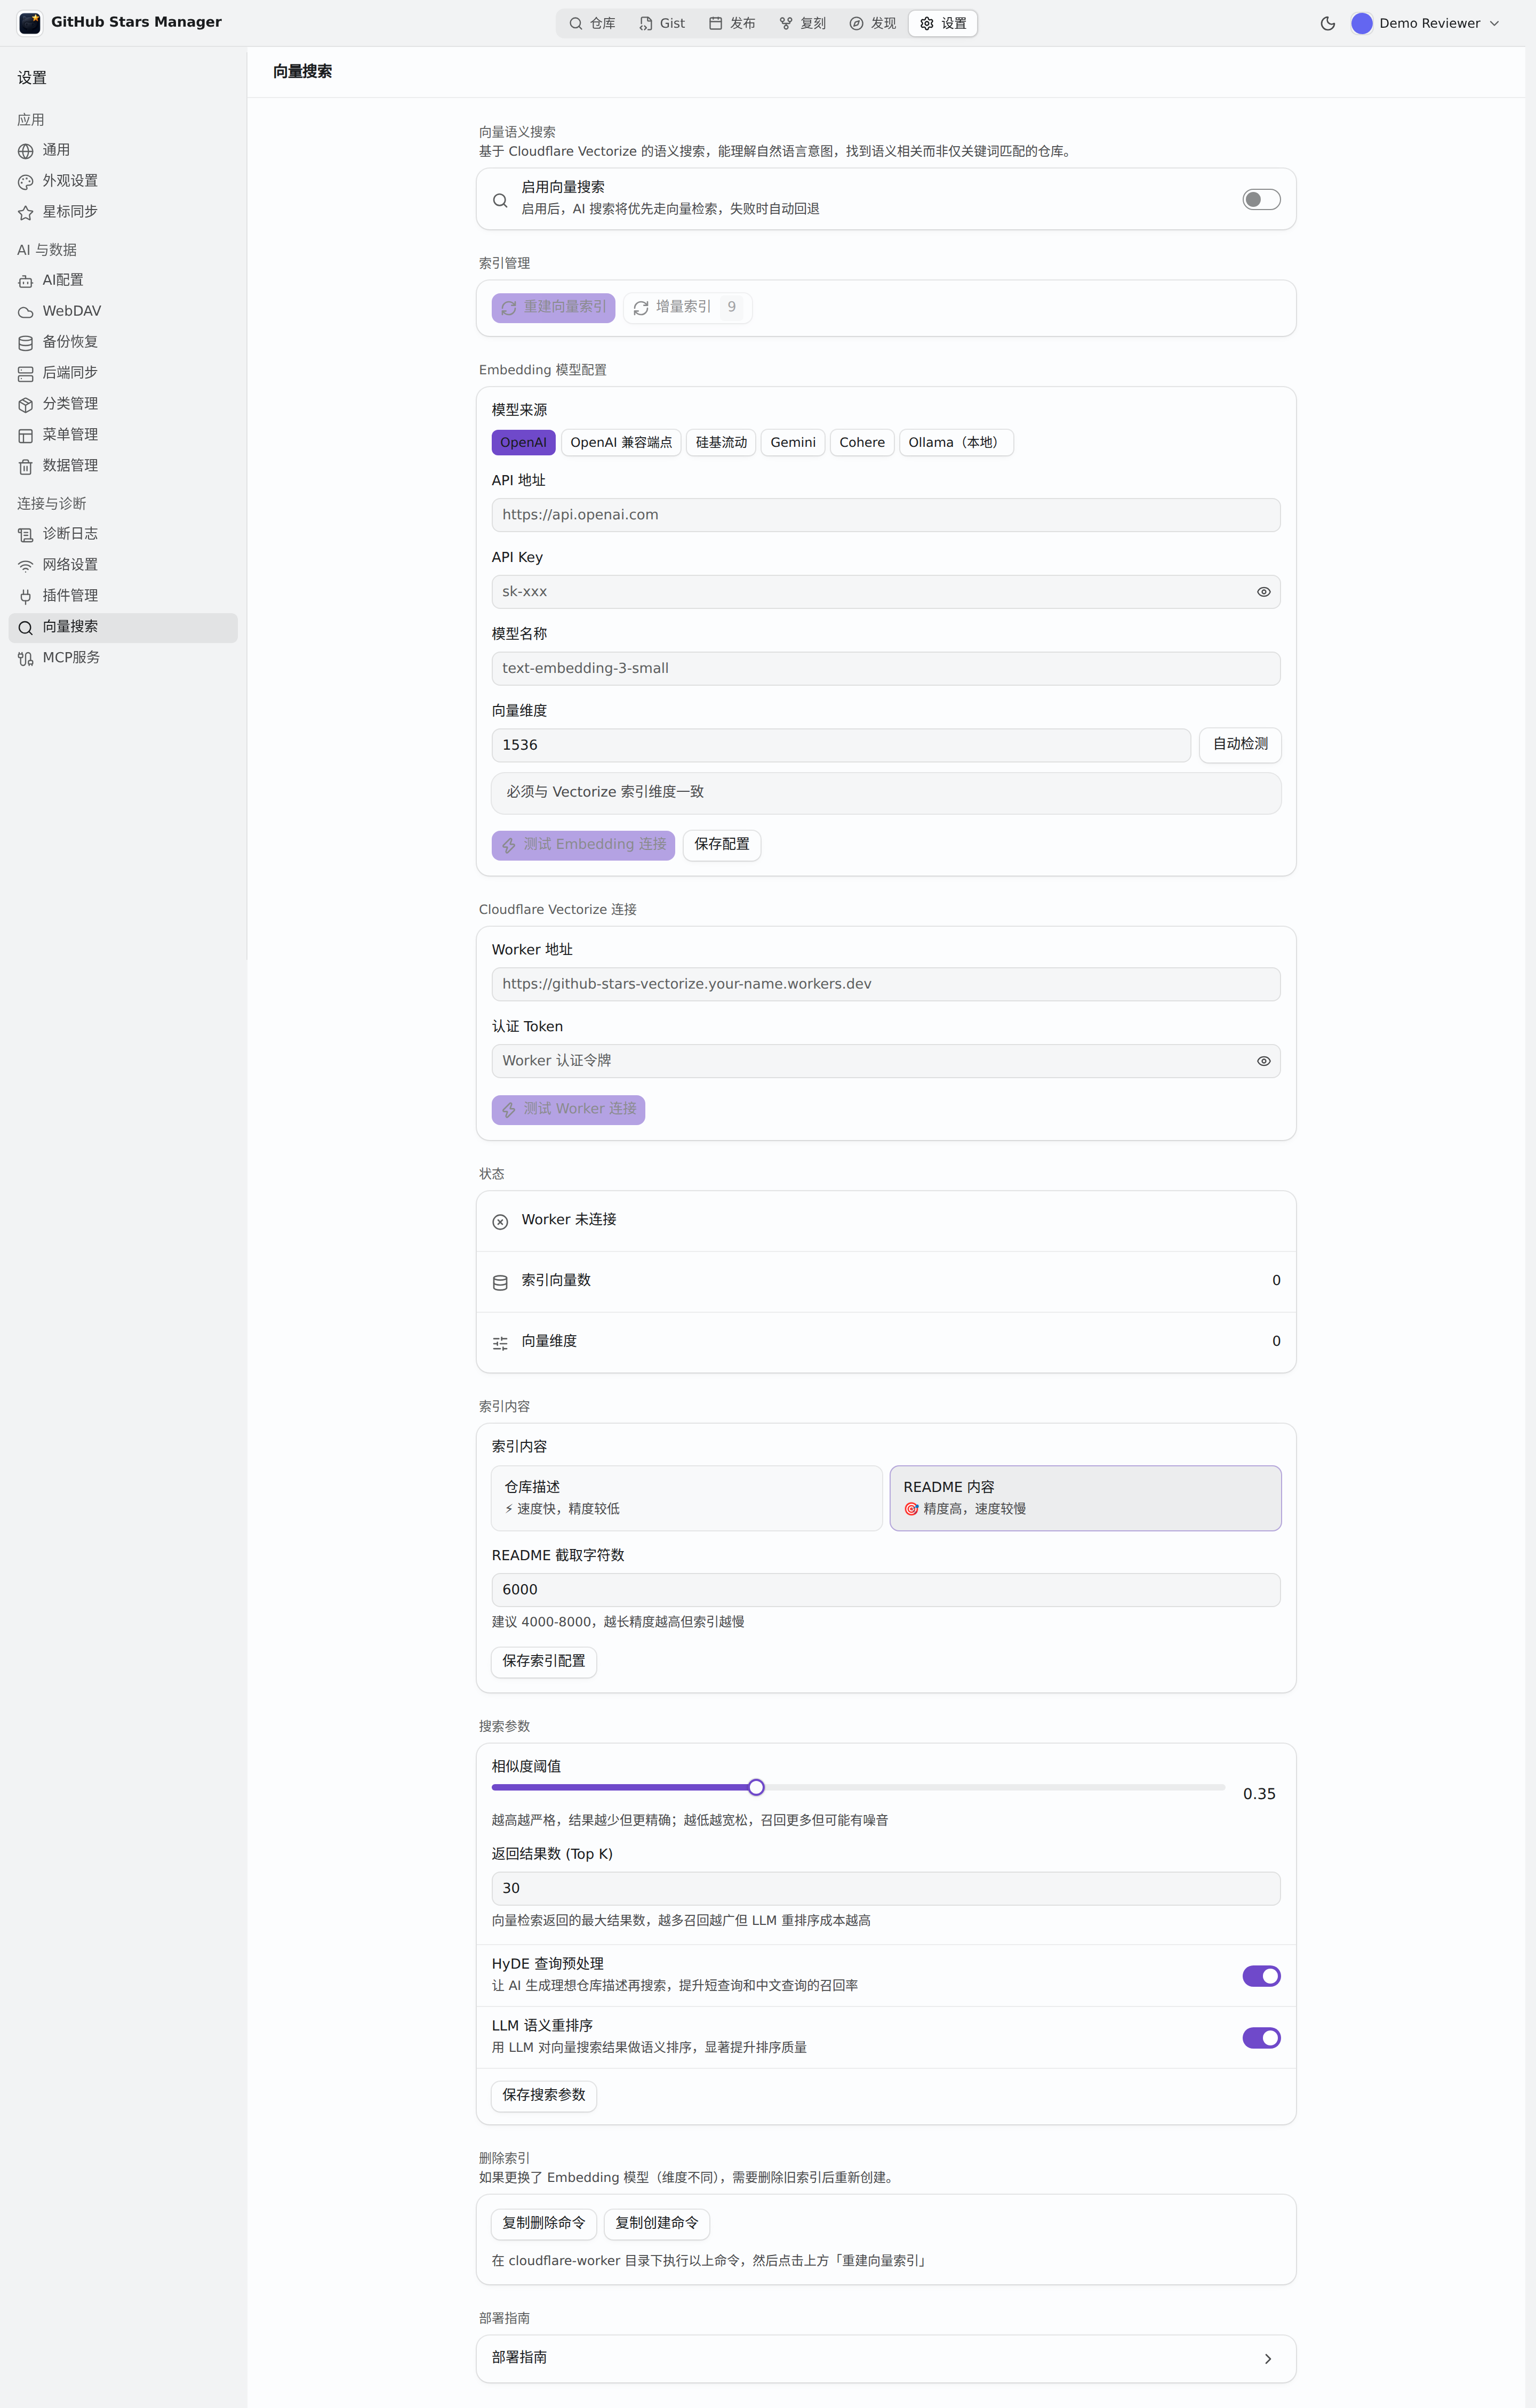 GitHub Stars Manager
仓库
Gist
发布
复刻
发现
设置
Demo Reviewer
设置
应用
通用
外观设置
星标同步
AI 与数据
AI配置
WebDAV
备份恢复
后端同步
分类管理
菜单管理
数据管理
连接与诊断
诊断日志
网络设置
插件管理
向量搜索
MCP服务
向量搜索
向量语义搜索
基于 Cloudflare Vectorize 的语义搜索，能理解自然语言意图，找到语义相关而非仅关键词匹配的仓库。
启用向量搜索
启用后，AI 搜索将优先走向量检索，失败时自动回退
索引管理
重建向量索引
增量索引 9
Embedding 模型配置
模型来源
OpenAI
OpenAI 兼容端点
硅基流动
Gemini
Cohere
Ollama（本地）
API 地址
https://api.openai.com
API Key
sk-xxx
模型名称
text-embedding-3-small
向量维度
1536
自动检测
必须与 Vectorize 索引维度一致
测试 Embedding 连接
保存配置
Cloudflare Vectorize 连接
Worker 地址
https://github-stars-vectorize.your-name.workers.dev
认证 Token
Worker 认证令牌
测试 Worker 连接
状态
Worker 未连接
索引向量数 0
向量维度 0
索引内容
索引内容
仓库描述
⚡ 速度快，精度较低
README 内容
🎯 精度高，速度较慢
README 截取字符数
6000
建议 4000-8000，越长精度越高但索引越慢
保存索引配置
搜索参数
相似度阈值
0.35
越高越严格，结果越少但更精确；越低越宽松，召回更多但可能有噪音
返回结果数 (Top K)
30
向量检索返回的最大结果数，越多召回越广但 LLM 重排序成本越高
HyDE 查询预处理
让 AI 生成理想仓库描述再搜索，提升短查询和中文查询的召回率
LLM 语义重排序
用 LLM 对向量搜索结果做语义排序，显著提升排序质量
保存搜索参数
删除索引
如果更换了 Embedding 模型（维度不同），需要删除旧索引后重新创建。
复制删除命令
复制创建命令
在 cloudflare-worker 目录下执行以上命令，然后点击上方「重建向量索引」
部署指南
部署指南